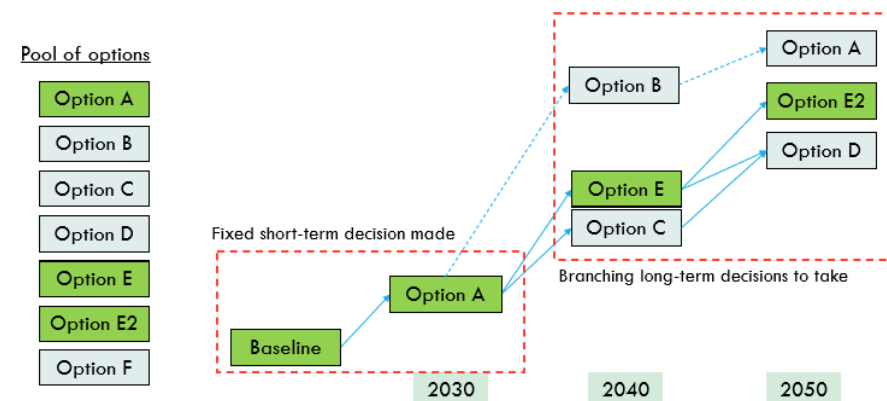 Pool of options
Option A
Option B
Option C
Option D
Option E
Option E2
Option F
Fixed short-term decision made
Baseline
Option A
Option B
Option E
Option C
Option A
Option E2
Option D
Branching long-term decisions to take
2030
2040
2050